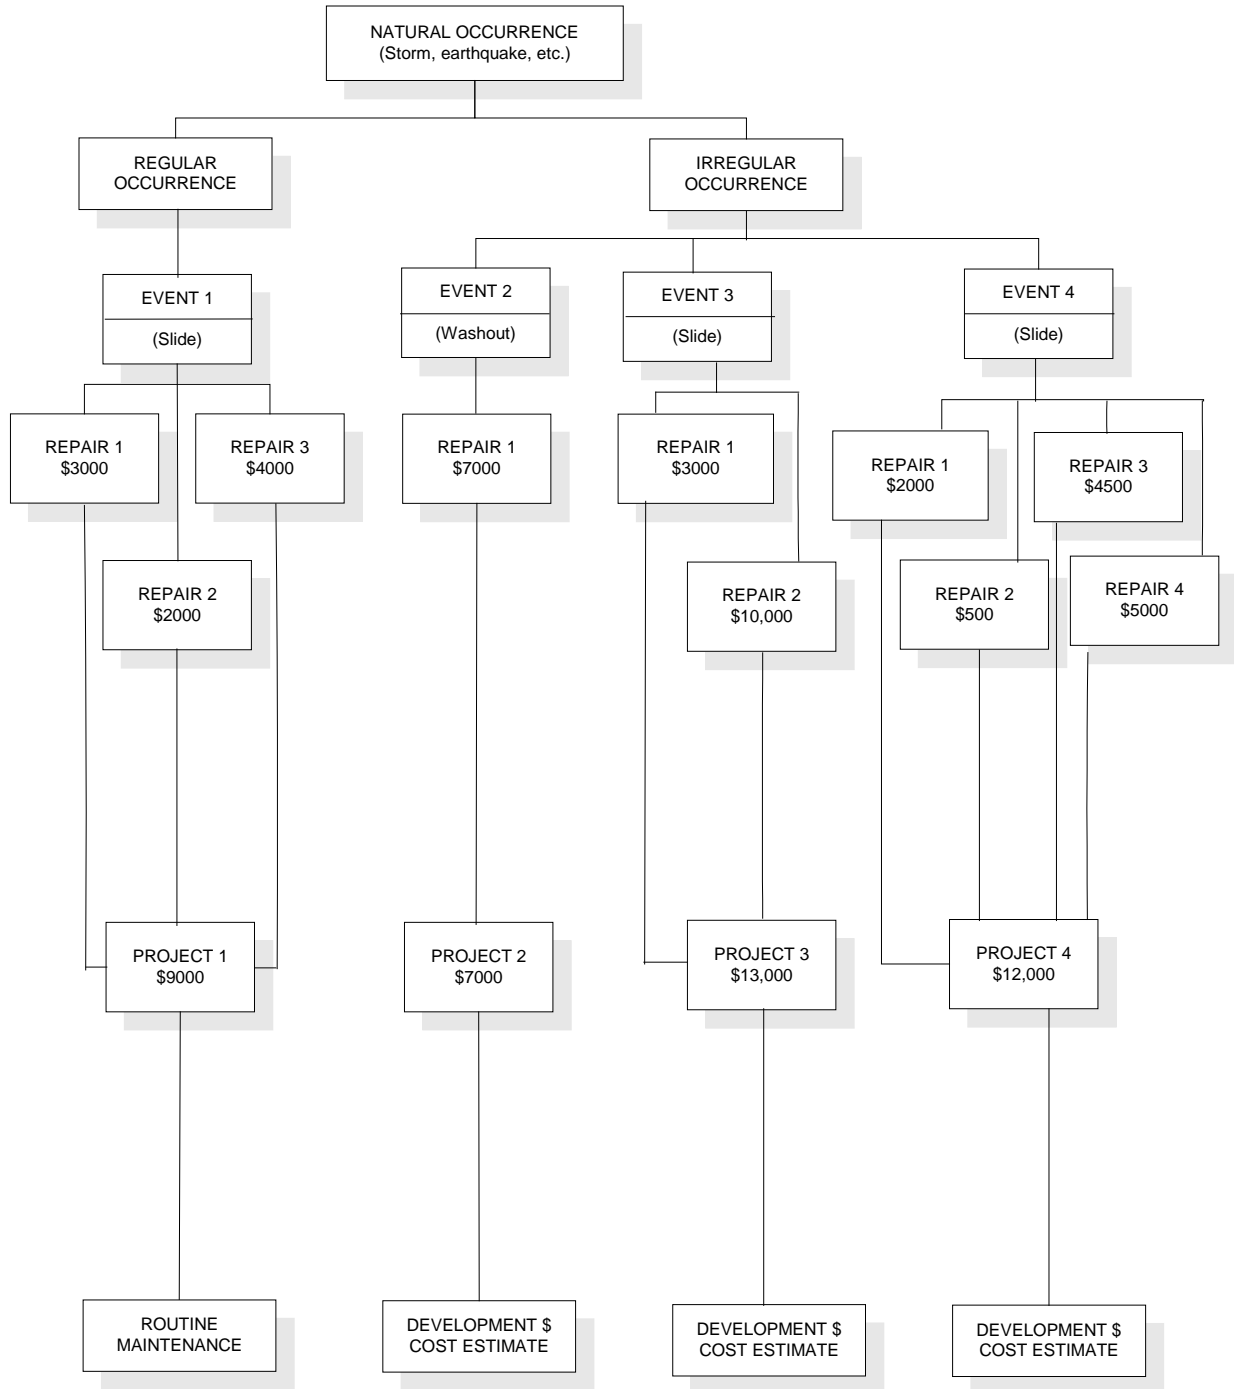 NATURAL OCCURRENCE
(Storm, earthquake, etc.)
REGULAR
OCCURRENCE
IRREGULAR
OCCURRENCE
EVENT 1
(Slide)
EVENT 2
(Washout)
EVENT 3
(Slide)
EVENT 4
(Slide)
REPAIR 1
$3000
REPAIR 3
$4000
REPAIR 1
$7000
REPAIR 1
$3000
REPAIR 1
$2000
REPAIR 3
$4500
REPAIR 2
$2000
REPAIR 2
$10,000
REPAIR 2
$500
REPAIR 4
$5000
PROJECT 1
$9000
PROJECT 2
$7000
PROJECT 3
$13,000
PROJECT 4
$12,000
ROUTINE
MAINTENANCE
DEVELOPMENT $
COST ESTIMATE
DEVELOPMENT $
COST ESTIMATE
DEVELOPMENT $
COST ESTIMATE